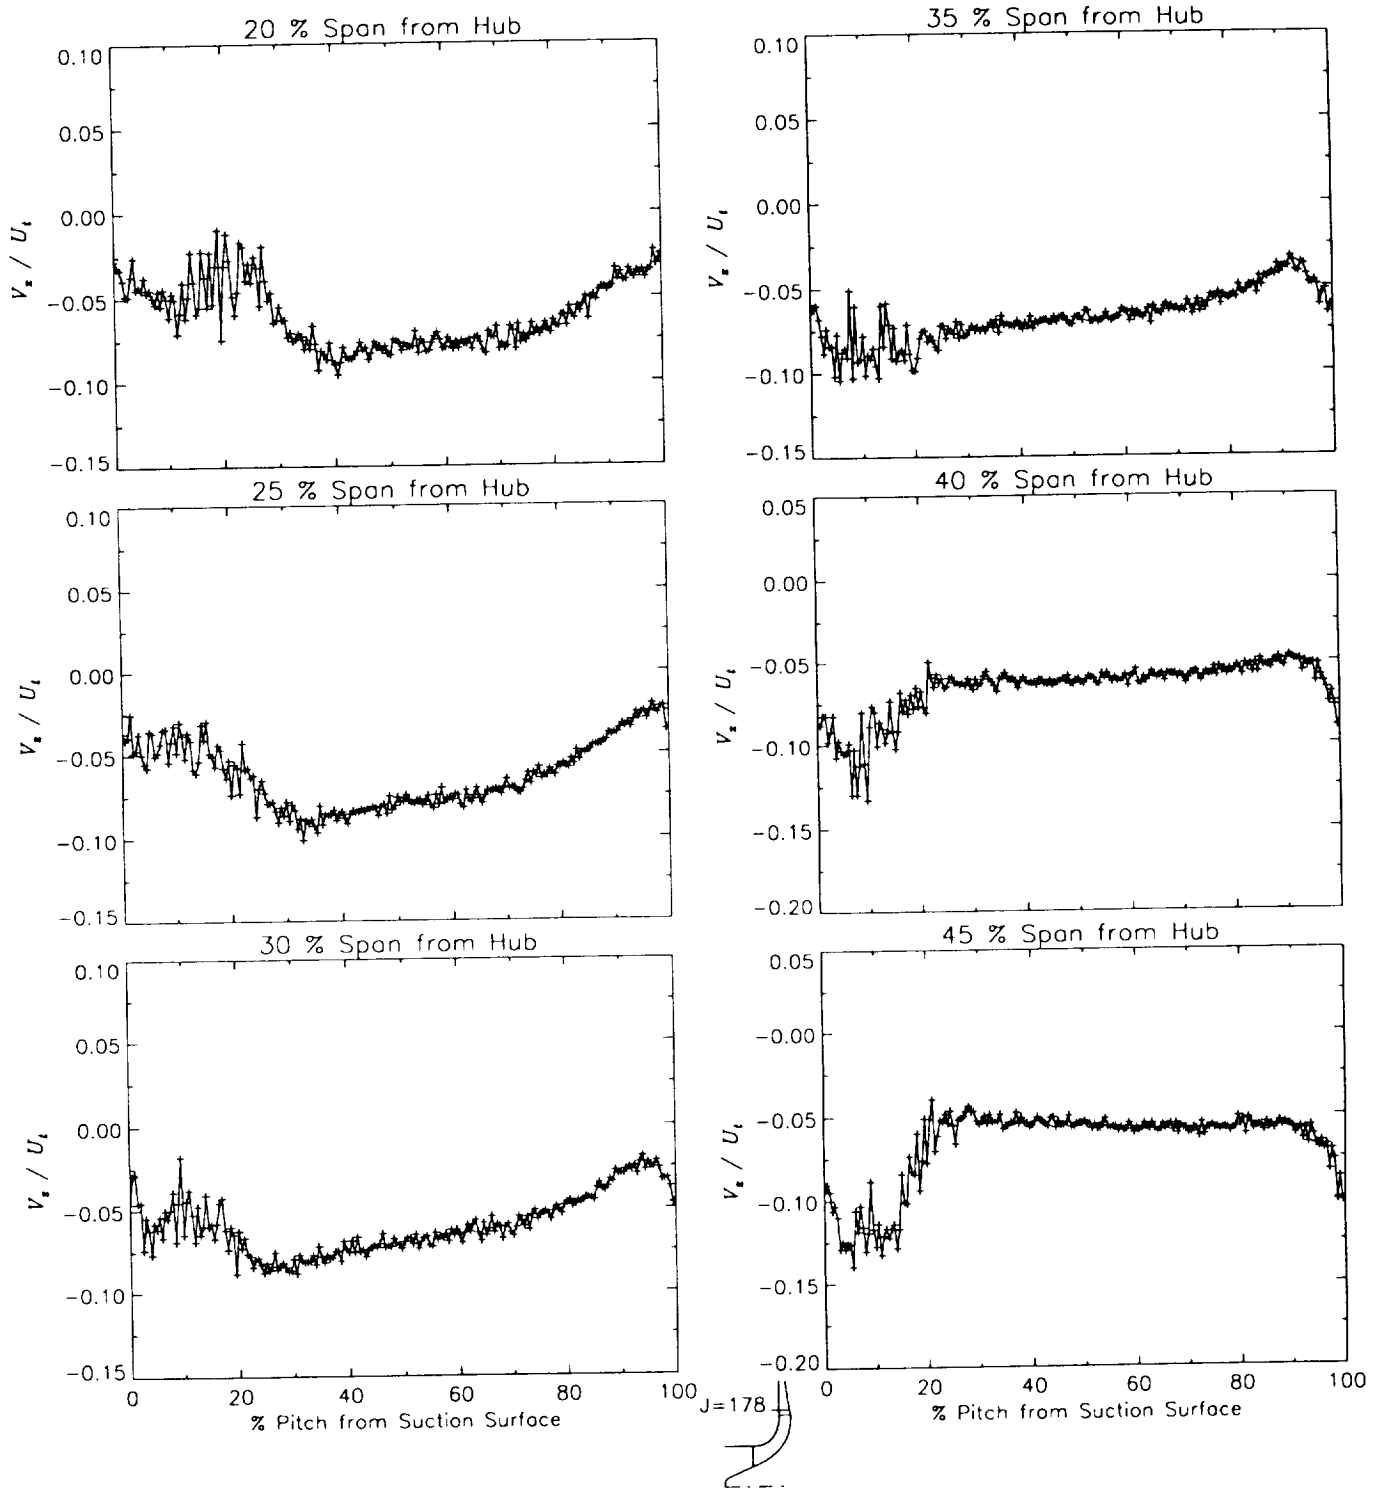 20 % Span from Hub
0.10
0.05
0.00
−0.05
−0.10
−0.15
V_z / U_t
25 % Span from Hub
0.10
0.05
0.00
−0.05
−0.10
−0.15
V_z / U_t
30 % Span from Hub
0.10
0.05
0.00
−0.05
−0.10
−0.15
V_z / U_t
0 20 40 60 80 100
% Pitch from Suction Surface
35 % Span from Hub
0.10
0.05
0.00
−0.05
−0.10
−0.15
V_z / U_t
40 % Span from Hub
0.05
0.00
−0.05
−0.10
−0.15
−0.20
V_z / U_t
45 % Span from Hub
0.05
−0.00
−0.05
−0.10
−0.15
−0.20
V_z / U_t
0 20 40 60 80 100
% Pitch from Suction Surface
J=178